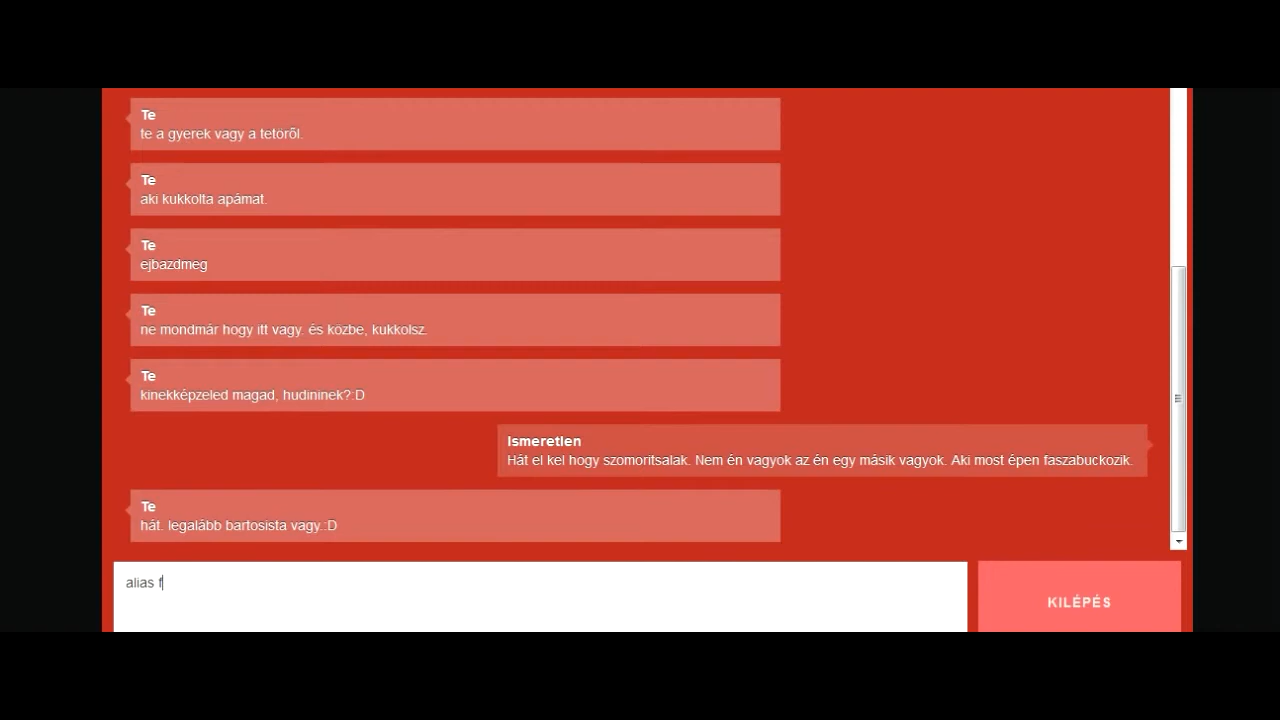 Te
te a gyerek vagy a tetöről.
Te
aki kukkolta apámat.
Te
ejbazdmeg
Te
ne mondmár hogy itt vagy. és közbe, kukkolsz.
Te
kinekképzeled magad, hudininek?:D
Ismeretlen
Hát el kel hogy szomoritsalak. Nem én vagyok az én egy másik vagyok. Aki most épen faszabuckozik.
Te
hát. legalább bartosista vagy.:D
alias f
KILÉPÉS